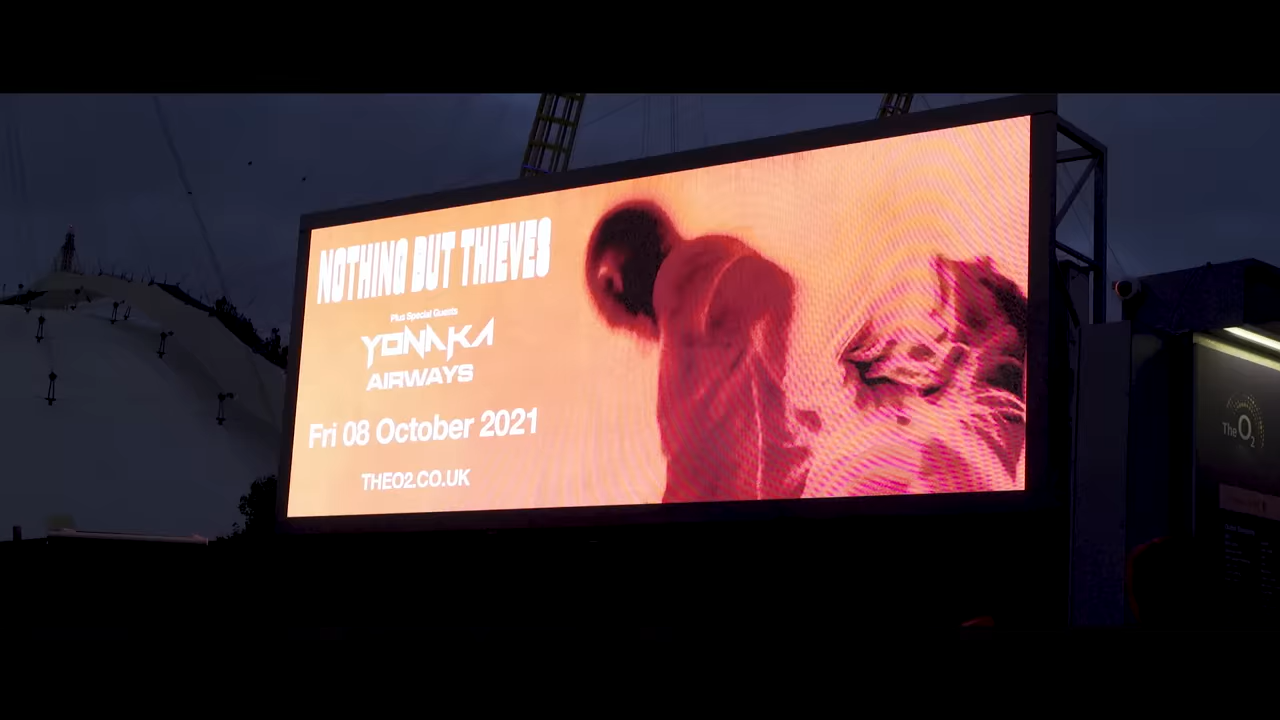 NOTHING BUT THIEVES
Plus Special Guests
YONAKA
AIRWAYS
Fri 08 October 2021
THEO2.CO.UK
The O2